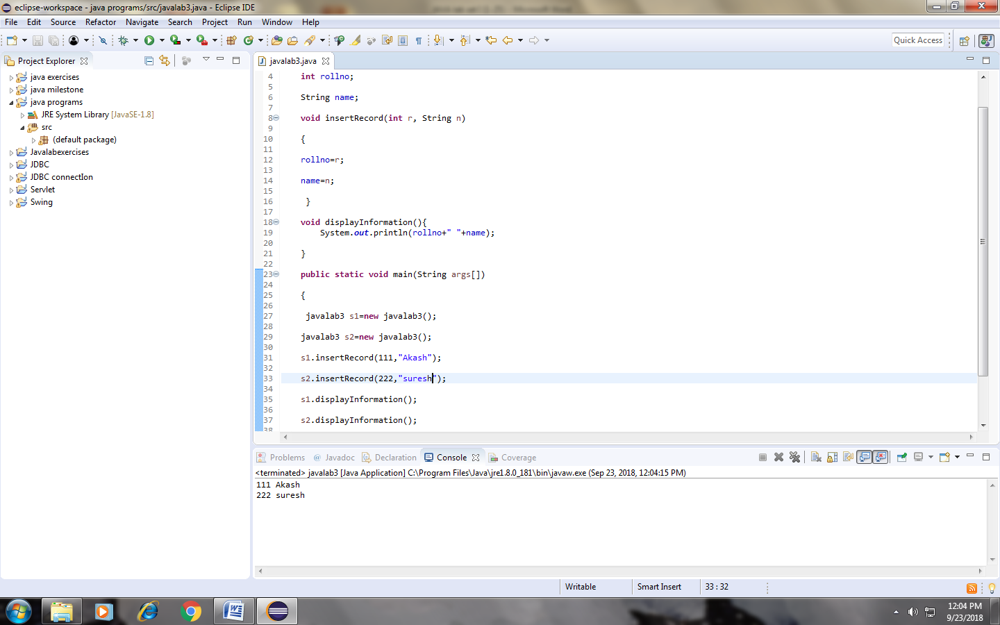 eclipse-workspace - java programs/src/javalab3.java - Eclipse IDE
File Edit Source Refactor Navigate Search Project Run Window Help
Quick Access
Project Explorer
java exercises
java milestone
java programs
JRE System Library [JavaSE-1.8]
src
(default package)
Javalabexercises
JDBC
JDBC connectIon
Servlet
Swing
javalab3.java
4 int rollno;
5
6 String name;
7
8 void insertRecord(int r, String n)
9
10 {
11
12 rollno=r;
13
14 name=n;
15
16 }
17
18 void displayInformation(){
19 System.out.println(rollno+" "+name);
20
21 }
22
23 public static void main(String args[])
24
25 {
26
27 javalab3 s1=new javalab3();
28
29 javalab3 s2=new javalab3();
30
31 s1.insertRecord(111,"Akash");
32
33 s2.insertRecord(222,"suresh");
34
35 s1.displayInformation();
36
37 s2.displayInformation();
38
Problems @ Javadoc Declaration Console Coverage
<terminated> javalab3 [Java Application] C:\Program Files\Java\jre1.8.0_181\bin\javaw.exe (Sep 23, 2018, 12:04:15 PM)
111 Akash
222 suresh
Writable Smart Insert 33 : 32
12:04 PM
9/23/2018